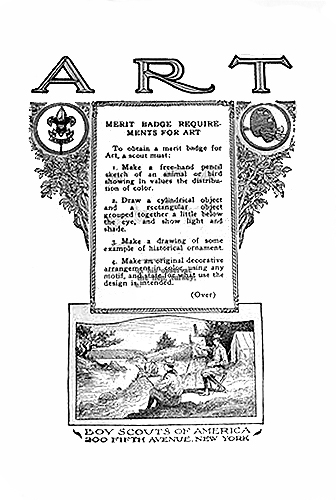 ART
MERIT BADGE REQUIRE-
MENTS FOR ART
To obtain a merit badge for
Art, a scout must:
1. Make a free-hand pencil
sketch of an animal or bird
showing in values the distribu-
tion of color.
2. Draw a cylindrical object
and a rectangular object
grouped together a little below
the eye, and show light and
shade.
3. Make a drawing of some
example of historical ornament.
4. Make an original decorative
arrangement in color, using any
motif, and state for what use the
design is intended.
(Over)
BOY SCOUTS OF AMERICA
200 FIFTH AVENUE, NEW YORK